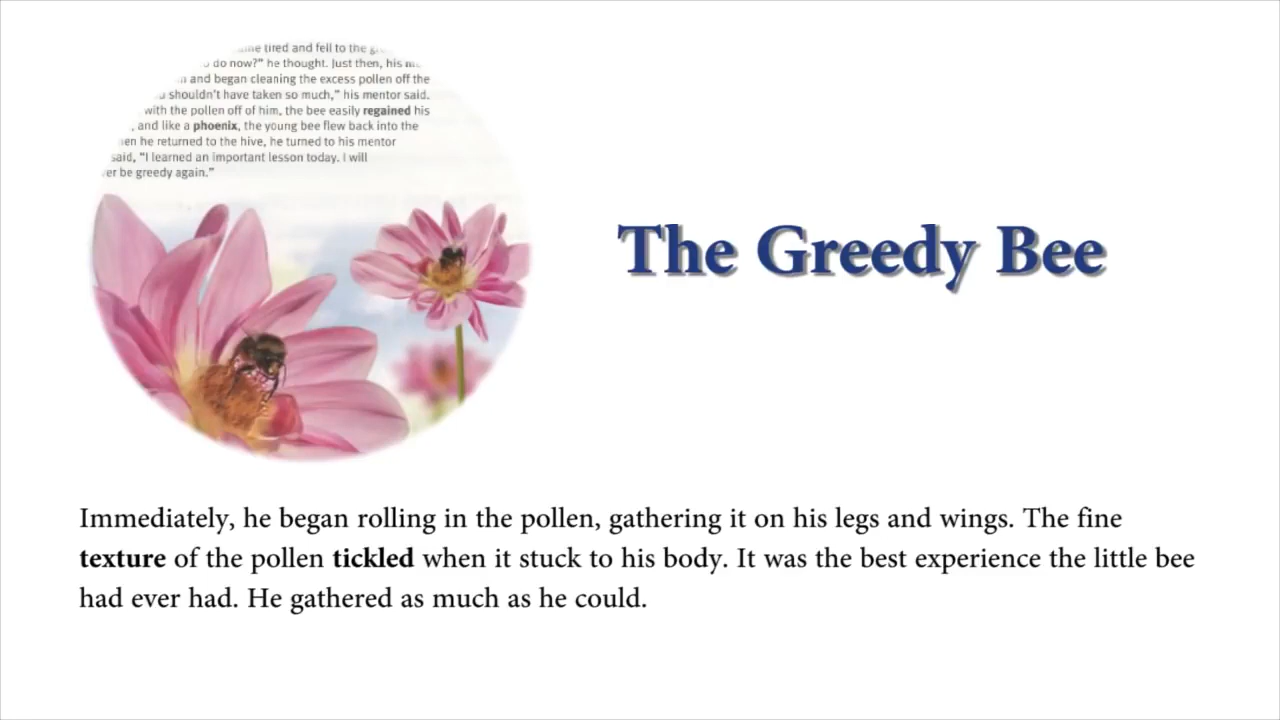 tired and fell to the
do now?” he thought. Just then, his
and began cleaning the excess pollen off the
shouldn’t have taken so much,” his mentor said.
with the pollen off of him, the bee easily regained his
, and like a phoenix, the young bee flew back into the
he returned to the hive, he turned to his mentor
said, “I learned an important lesson today. I will
be greedy again.”
The Greedy Bee
Immediately, he began rolling in the pollen, gathering it on his legs and wings. The fine
texture of the pollen tickled when it stuck to his body. It was the best experience the little bee
had ever had. He gathered as much as he could.